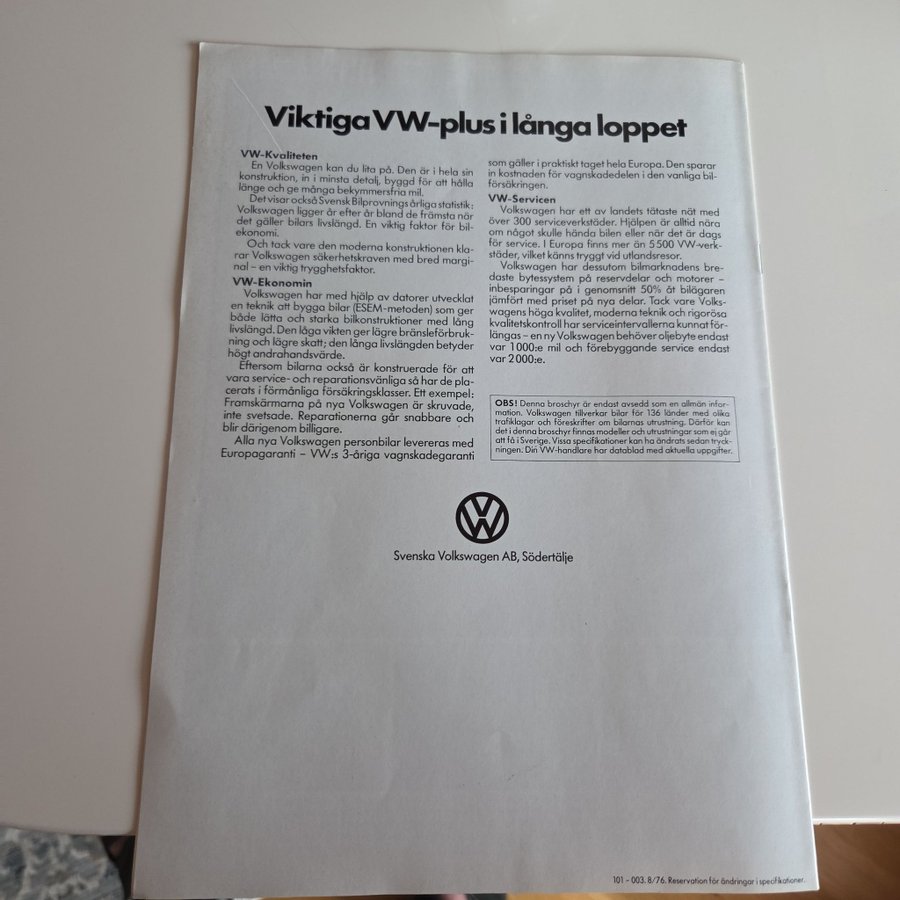 Viktiga VW-plus i långa loppet
VW-Kvaliteten
En Volkswagen kan du lita på. Den är i hela sin
konstruktion, in i minsta detalj, byggd för att hålla
länge och ge många bekymmersfria mil.
Det visar också Svensk Bilprovnings årliga statistik:
Volkswagen ligger år efter år bland de främsta när
det gäller bilars livslängd. En viktig faktor för bil-
ekonomi.
Och tack vare den moderna konstruktionen kla-
rar Volkswagen säkerhetskraven med bred margi-
nal – en viktig trygghetsfaktor.
VW-Ekonomin
Volkswagen har med hjälp av datorer utvecklat
en teknik att bygga bilar (ESEM-metoden) som ger
både lätta och starka bilkonstruktioner med lång
livslängd. Den låga vikten ger lägre bränsleförbruk-
ning och lägre skatt; den långa livslängden betyder
högt andrahandsvärde.
Eftersom bilarna också är konstruerade för att
vara service- och reparationsvänliga så har de pla-
cerats i förmånliga försäkringsklasser. Ett exempel:
Framskärmarna på nya Volkswagen är skruvade,
inte svetsade. Reparationerna går snabbare och
blir därigenom billigare.
Alla nya Volkswagen personbilar levereras med
Europagaranti – VW:s 3-åriga vagnskadegaranti
som gäller i praktiskt taget hela Europa. Den sparar
in kostnaden för vagnskadedelen i den vanliga bil-
försäkringen.
VW-Servicen
Volkswagen har ett av landets tätaste nät med
över 300 serviceverkstäder. Hjälpen är alltid nära
om något skulle hända bilen eller när det är dags
för service. I Europa finns mer än 5 500 VW-verk-
städer, vilket känns tryggt vid utlandsresor.
Volkswagen har dessutom bilmarknadens bre-
daste bytessystem på reservdelar och motorer –
inbesparingar på i genomsnitt 50% åt bilägaren
jämfört med priset på nya delar. Tack vare Volks-
wagens höga kvalitet, moderna teknik och rigorösa
kvalitetskontroll har serviceintervallerna kunnat för-
längas – en ny Volkswagen behöver oljebyte endast
var 1 000:e mil och förebyggande service endast
var 2 000:e.
OBS! Denna broschyr är endast avsedd som en allmän infor-
mation. Volkswagen tillverkar bilar för 136 länder med olika
trafiklagar och föreskrifter om bilarnas utrustning. Därför kan
det i denna broschyr finnas modeller och utrustningar som ej går
att få i Sverige. Vissa specifikationer kan ha ändrats sedan tryck-
ningen. Din VW-handlare har datablad med aktuella uppgifter.
Svenska Volkswagen AB, Södertälje
101 – 003. 8/76. Reservation för ändringar i specifikationer.